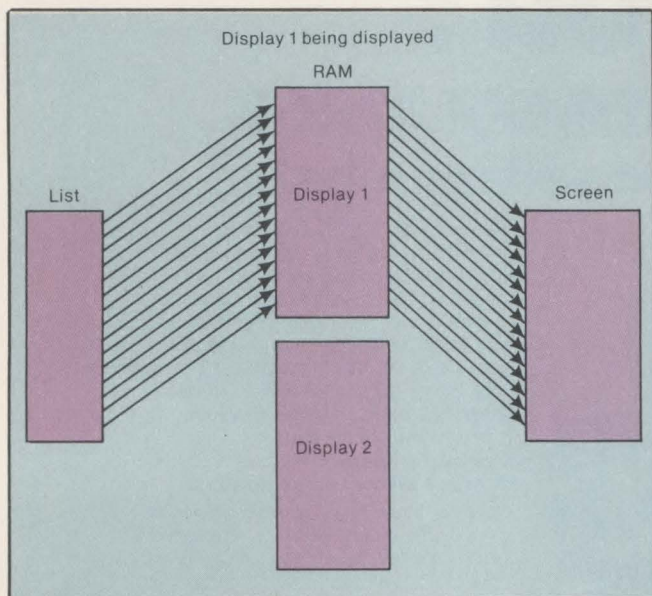 Display 1 being displayed
RAM
List
Display 1
Screen
Display 2